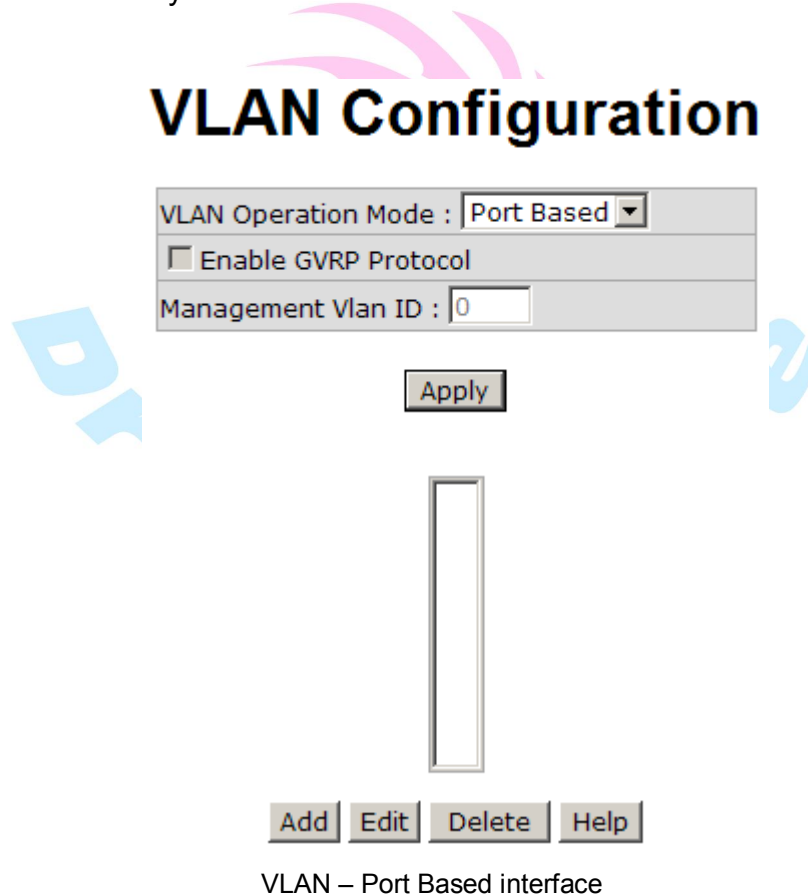 VLAN Configuration
VLAN Operation Mode : Port Based
Enable GVRP Protocol
Management Vlan ID : 0
Apply
Add Edit Delete Help
VLAN – Port Based interface